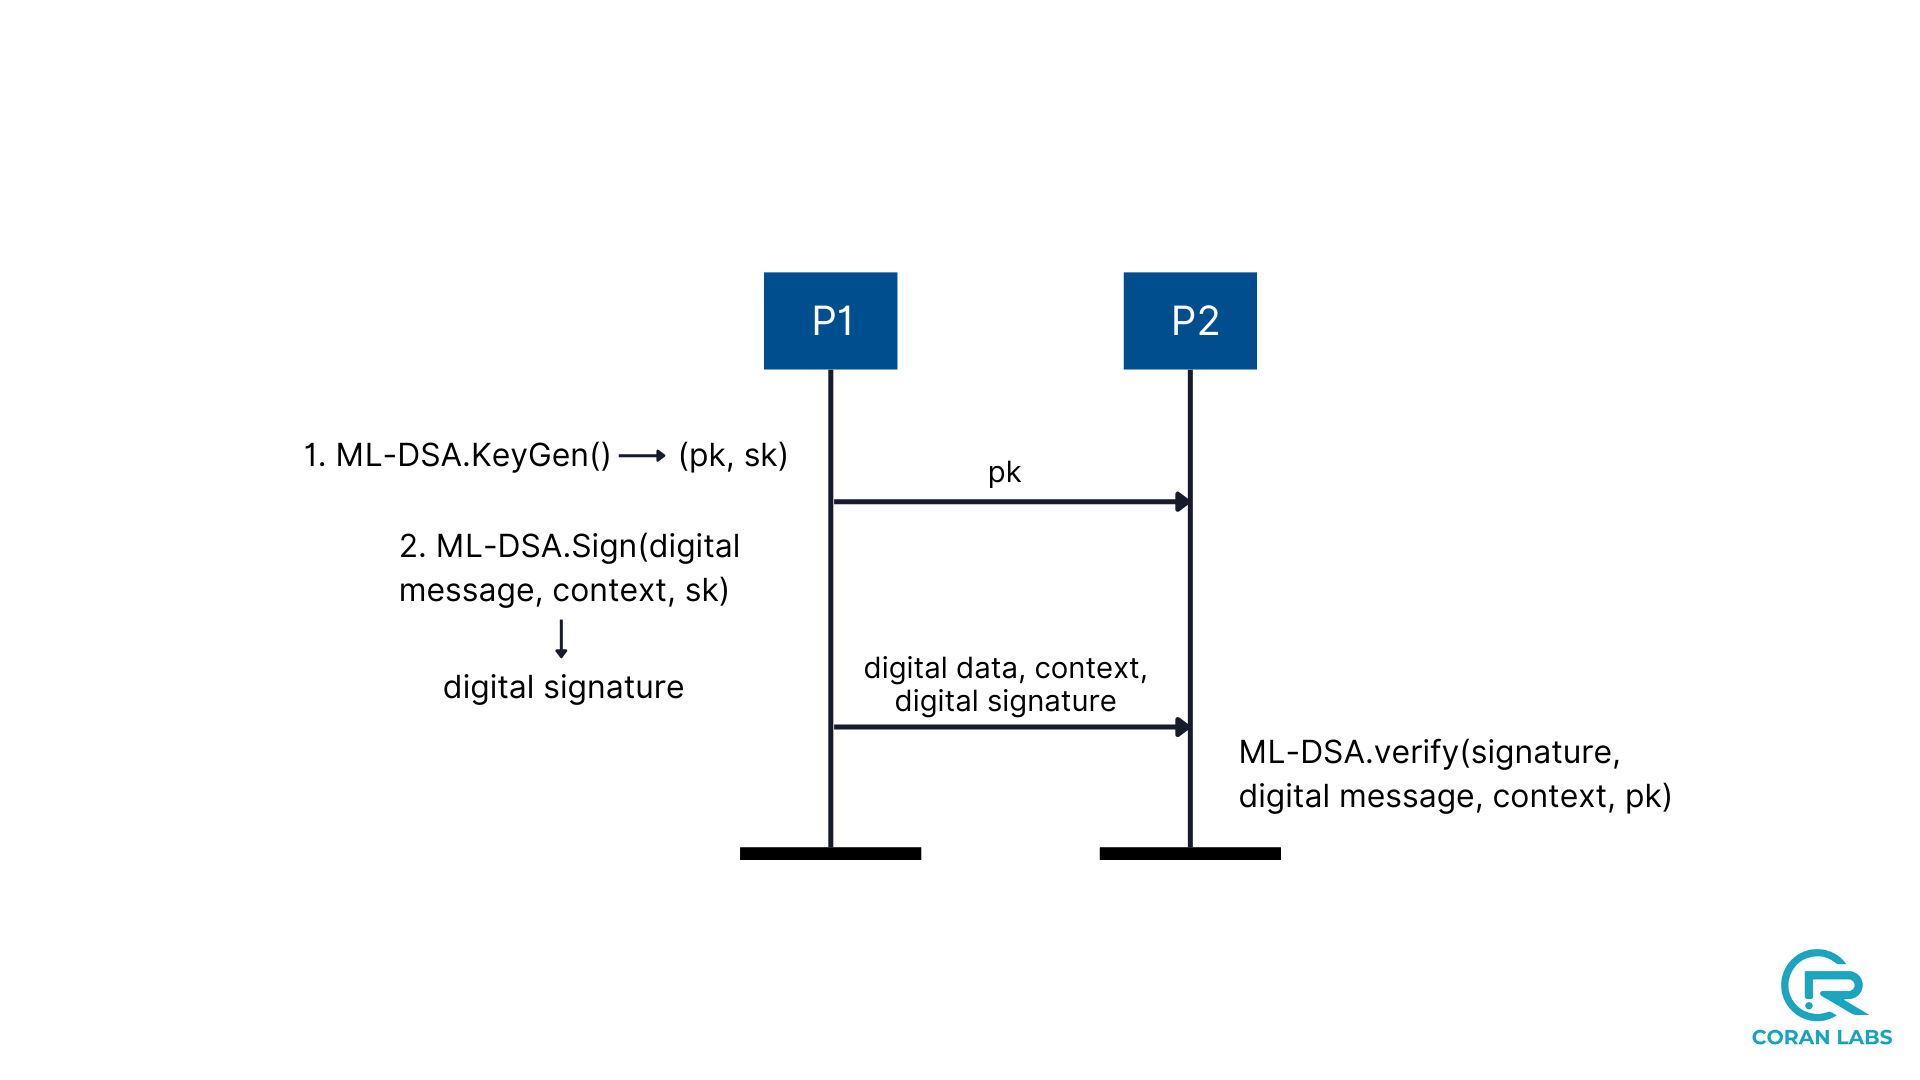 P1
P2
1. ML-DSA.KeyGen() (pk, sk)
pk
2. ML-DSA.Sign(digital
message, context, sk)
digital signature
digital data, context,
digital signature
ML-DSA.verify(signature,
digital message, context, pk)
CORAN LABS